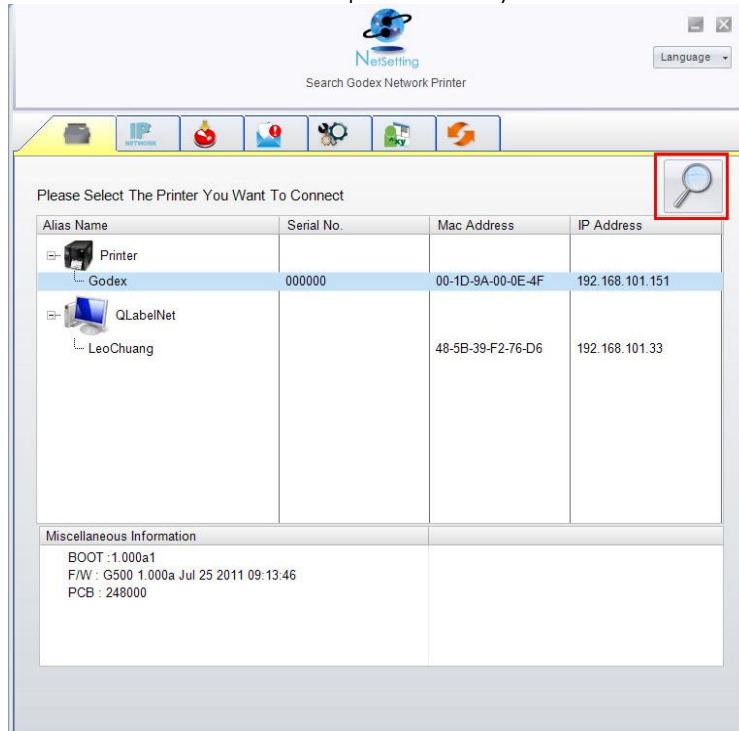 NetSetting
Language
Search Godex Network Printer
IP
NETWORK
^ky
Please Select The Printer You Want To Connect
Alias Name Serial No. Mac Address IP Address
Printer
Godex 000000 00-1D-9A-00-0E-4F 192.168.101.151
QLabelNet
LeoChuang 48-5B-39-F2-76-D6 192.168.101.33
Miscellaneous Information
BOOT :1.000a1
F/W : G500 1.000a Jul 25 2011 09:13:46
PCB : 248000